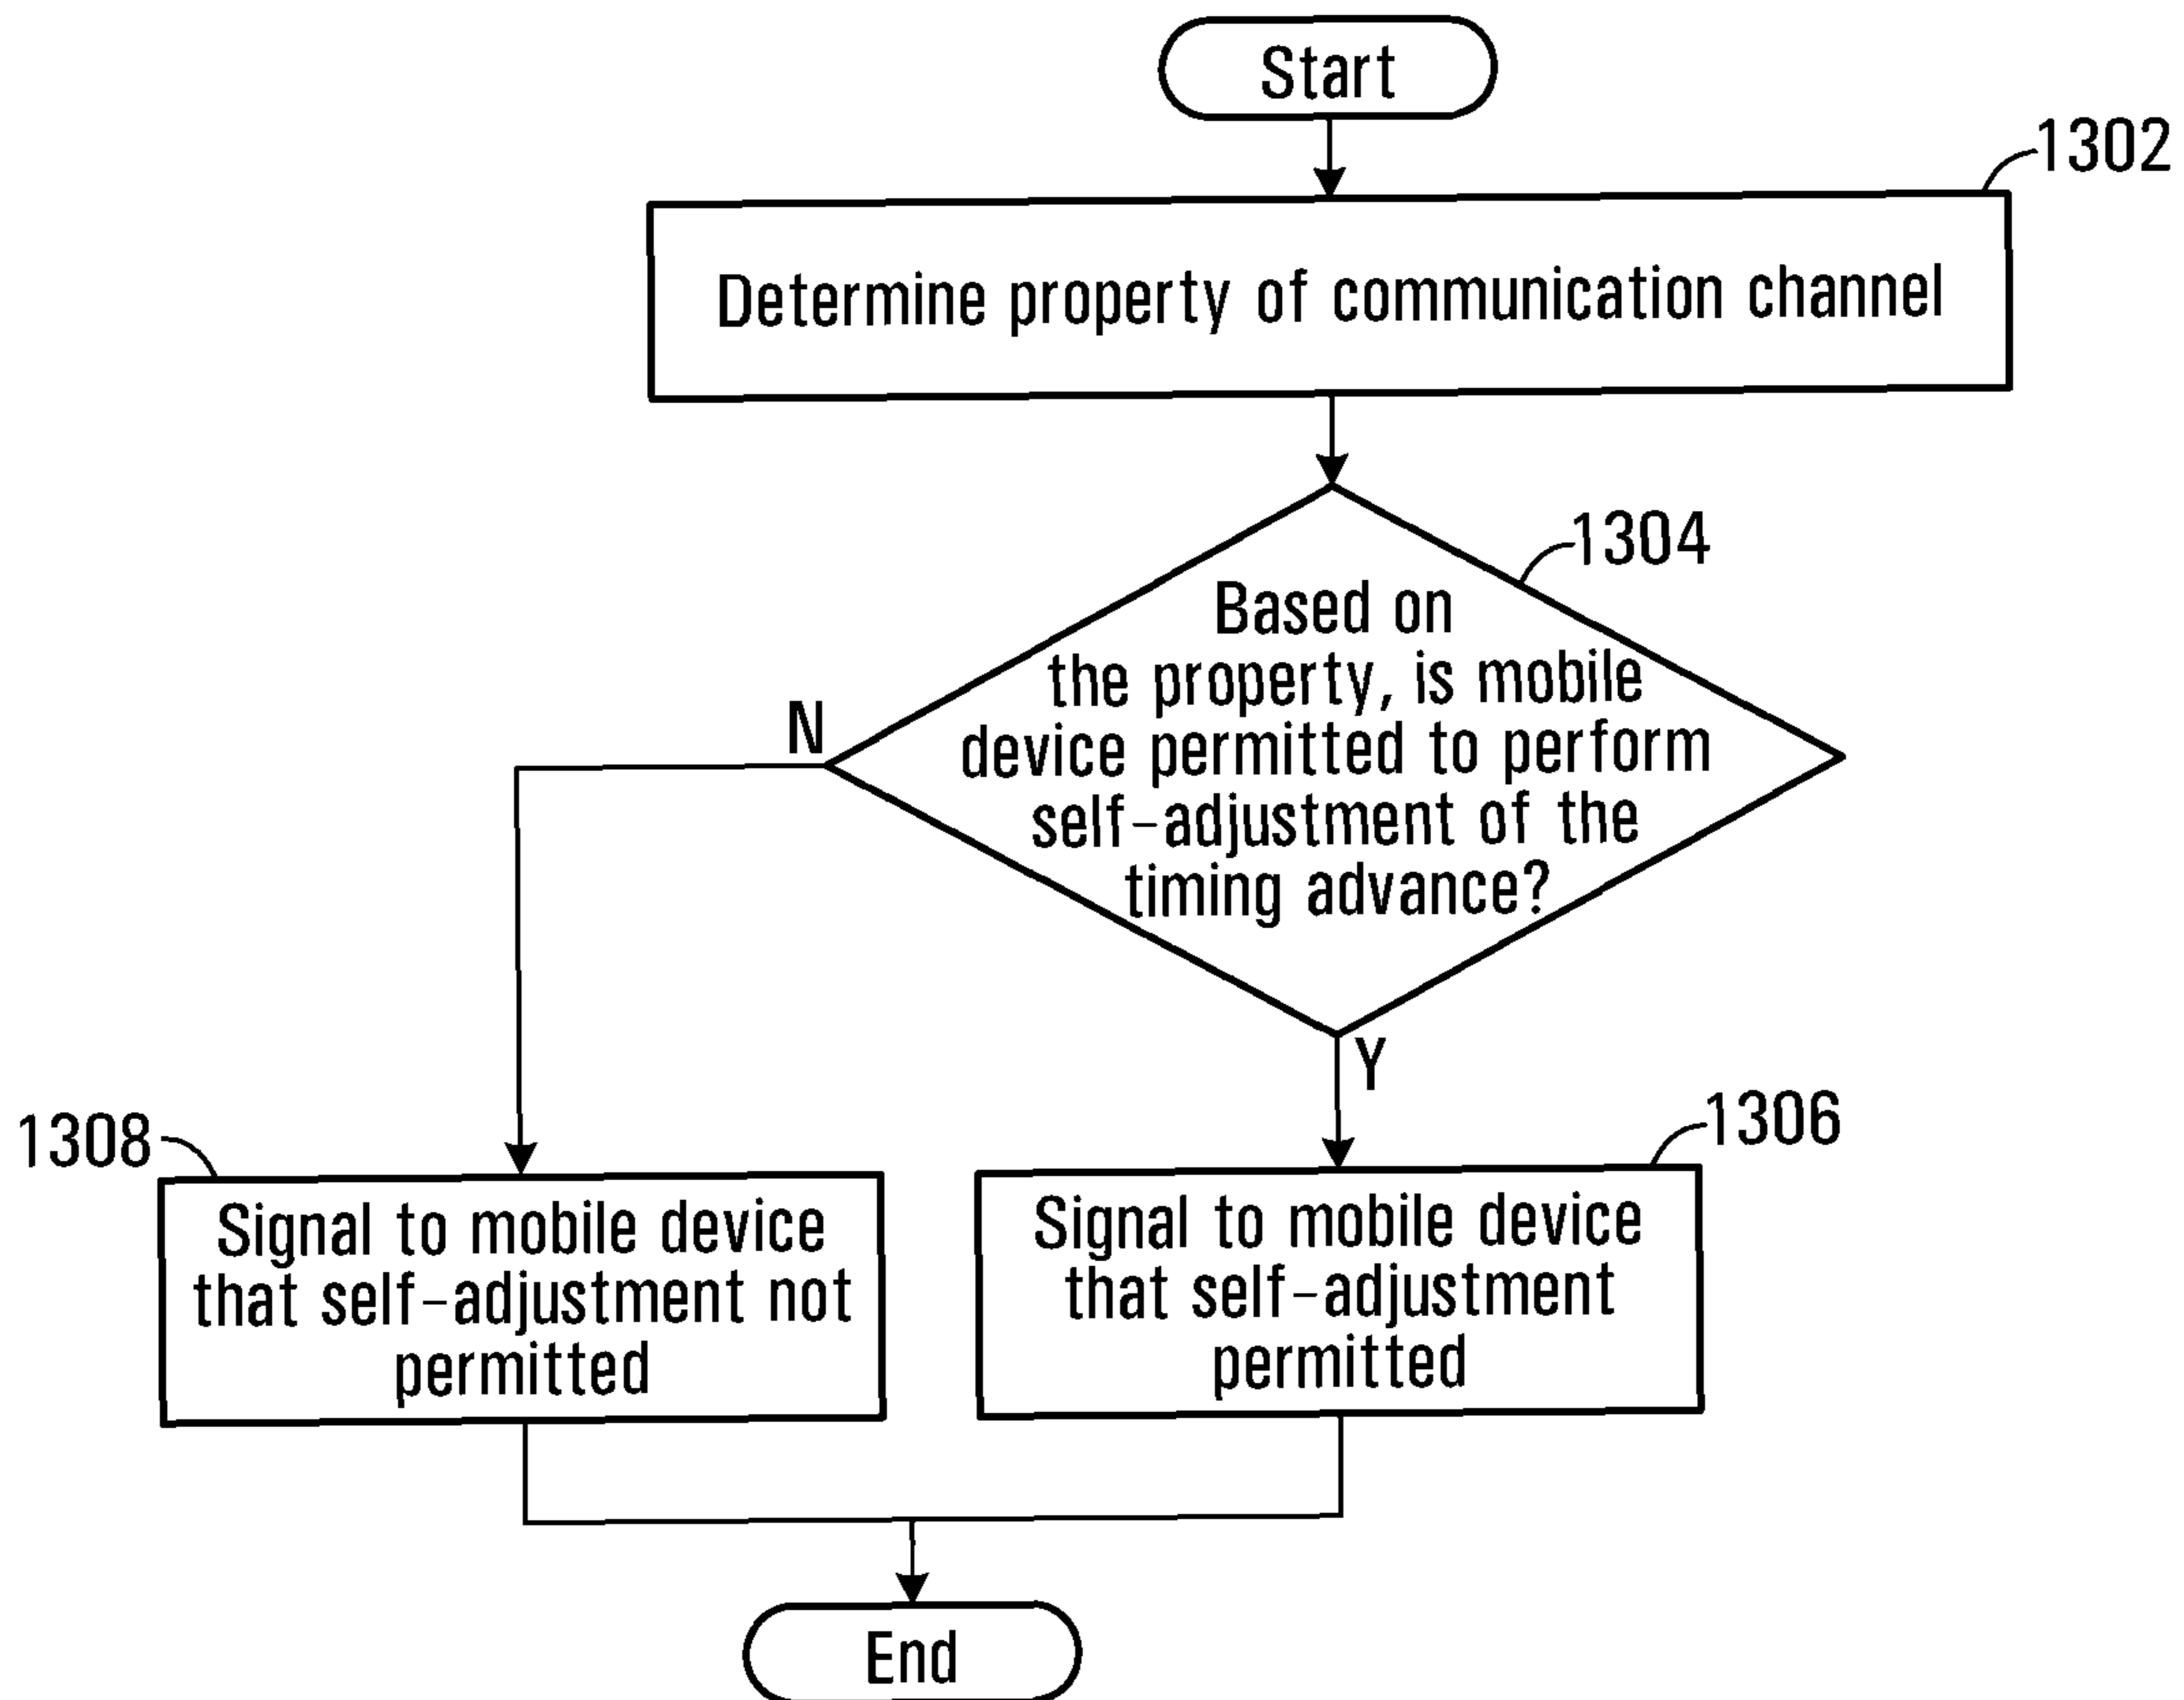 Start
1302
Determine property of communication channel
1304
Based on
the property, is mobile
device permitted to perform
self-adjustment of the
timing advance?
N
Y
1308
Signal to mobile device
that self-adjustment not
permitted
1306
Signal to mobile device
that self-adjustment
permitted
End